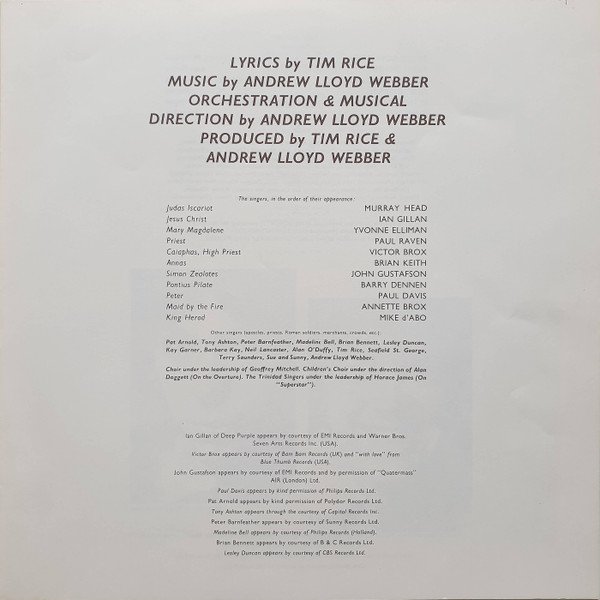 LYRICS by TIM RICE
MUSIC by ANDREW LLOYD WEBBER
ORCHESTRATION & MUSICAL
DIRECTION by ANDREW LLOYD WEBBER
PRODUCED by TIM RICE &
ANDREW LLOYD WEBBER
The singers, in the order of their appearance:
Judas Iscariot MURRAY HEAD
Jesus Christ IAN GILLAN
Mary Magdalene YVONNE ELLIMAN
Priest PAUL RAVEN
Caiaphas, High Priest VICTOR BROX
Annas BRIAN KEITH
Simon Zealotes JOHN GUSTAFSON
Pontius Pilate BARRY DENNEN
Peter PAUL DAVIS
Maid by the Fire ANNETTE BROX
King Herod MIKE d'ABO
Other singers (apostles, priests, Roman soldiers, merchants, crowds, etc.):
Pat Arnold, Tony Ashton, Peter Barnfeather, Madeline Bell, Brian Bennett, Lesley Duncan,
Kay Garner, Barbara Kay, Neil Lancaster, Alan O'Duffy, Tim Rice, Seafield St. George,
Terry Saunders, Sue and Sunny, Andrew Lloyd Webber.
Choir under the leadership of Geoffrey Mitchell. Children's Choir under the direction of Alan
Doggett (On the Overture). The Trinidad Singers under the leadership of Horace James (On
"Superstar").
Ian Gillan of Deep Purple appears by courtesy of EMI Records and Warner Bros.
Seven Arts Records Inc. (USA).
Victor Brox appears by courtesy of Bam Bam Records (UK) and "with love" from
Blue Thumb Records (USA).
John Gustafson appears by courtesy of EMI Records and by permission of "Quatermass"
AIR (London) Ltd.
Paul Davis appears by kind permission of Philips Records Ltd.
Pat Arnold appears by kind permission of Polydor Records Ltd.
Tony Ashton appears through the courtesy of Capitol Records Inc.
Peter Barnfeather appears by courtesy of Sunny Records Ltd.
Madeline Bell appears by courtesy of Philips Records (Holland).
Brian Bennett appears by courtesy of B & C Records Ltd.
Lesley Duncan appears by courtesy of CBS Records Ltd.